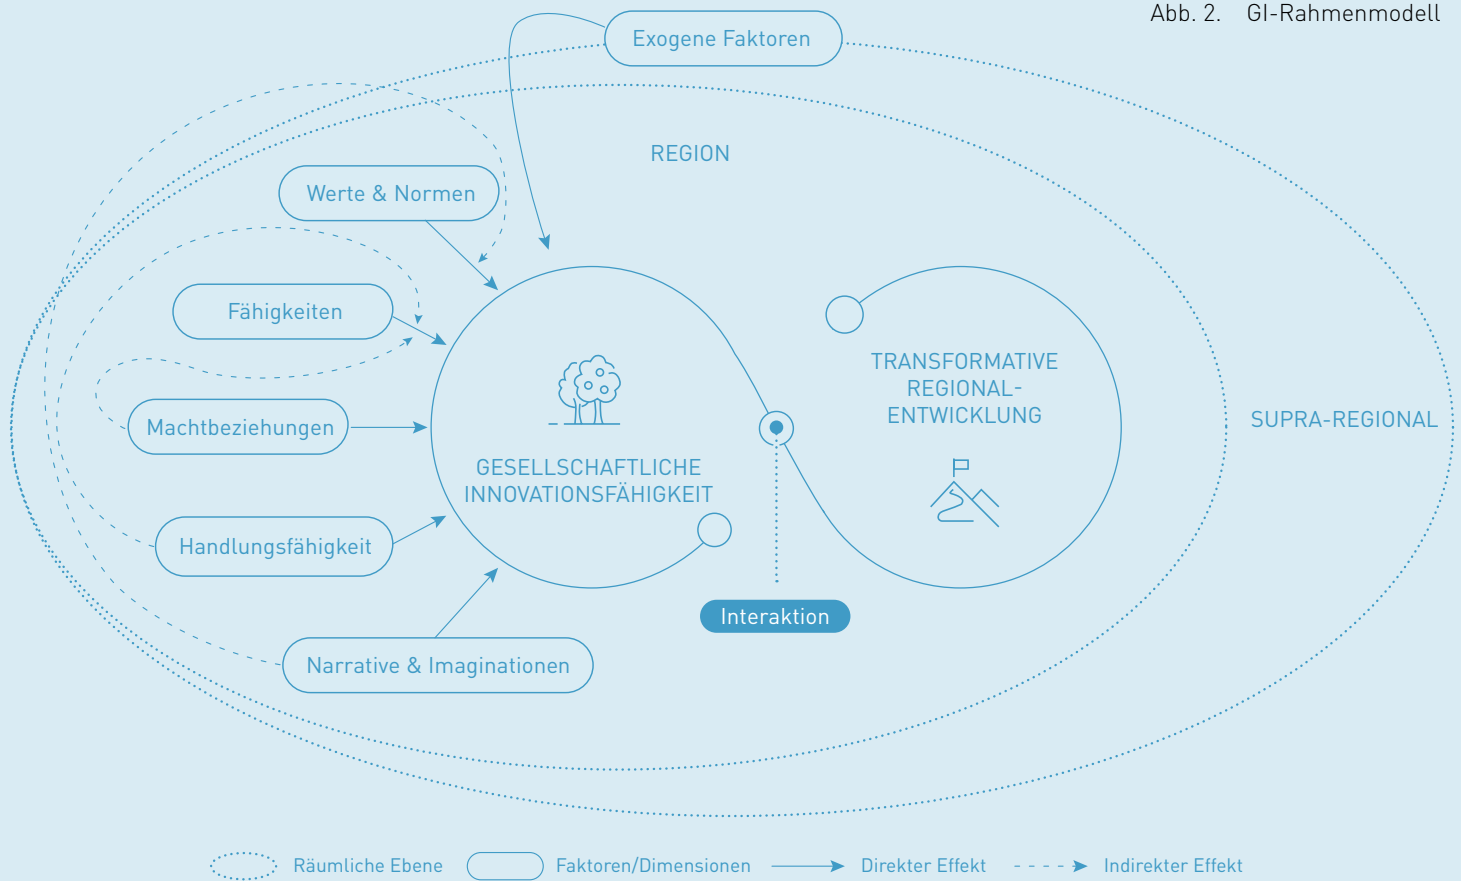 Abb. 2. GI-Rahmenmodell
Exogene Faktoren
REGION
Werte & Normen
Fähigkeiten
TRANSFORMATIVE
REGIONAL-
ENTWICKLUNG
SUPRA-REGIONAL
Machtbeziehungen
GESELLSCHAFTLICHE
INNOVATIONSFÄHIGKEIT
Handlungsfähigkeit
Interaktion
Narrative & Imaginationen
Räumliche Ebene
Faktoren/Dimensionen
Direkter Effekt
Indirekter Effekt